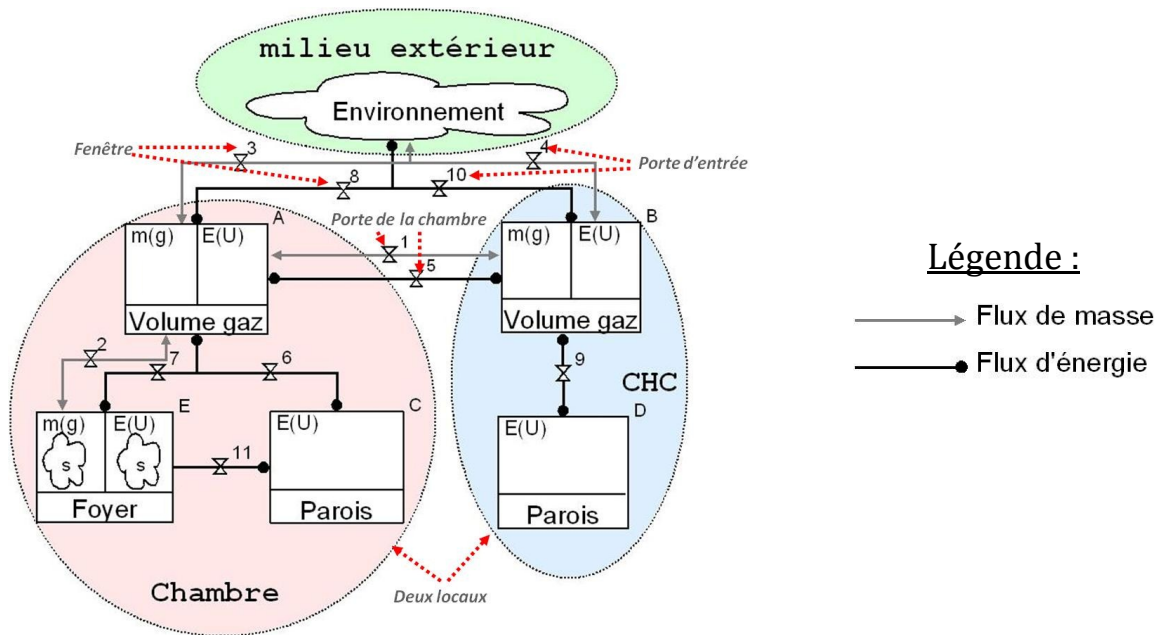 milieu extérieur
Environnement
Fenêtre
3
4
Porte d'entrée
8
10
A
B
Porte de la chambre
m(g)
E(U)
1
m(g)
E(U)
5
Volume gaz
Volume gaz
Légende :
Flux de masse
Flux d'énergie
2
7
6
9
CHC
E
C
D
m(g)
E(U)
E(U)
E(U)
s
s
11
Foyer
Parois
Parois
Chambre
Deux locaux